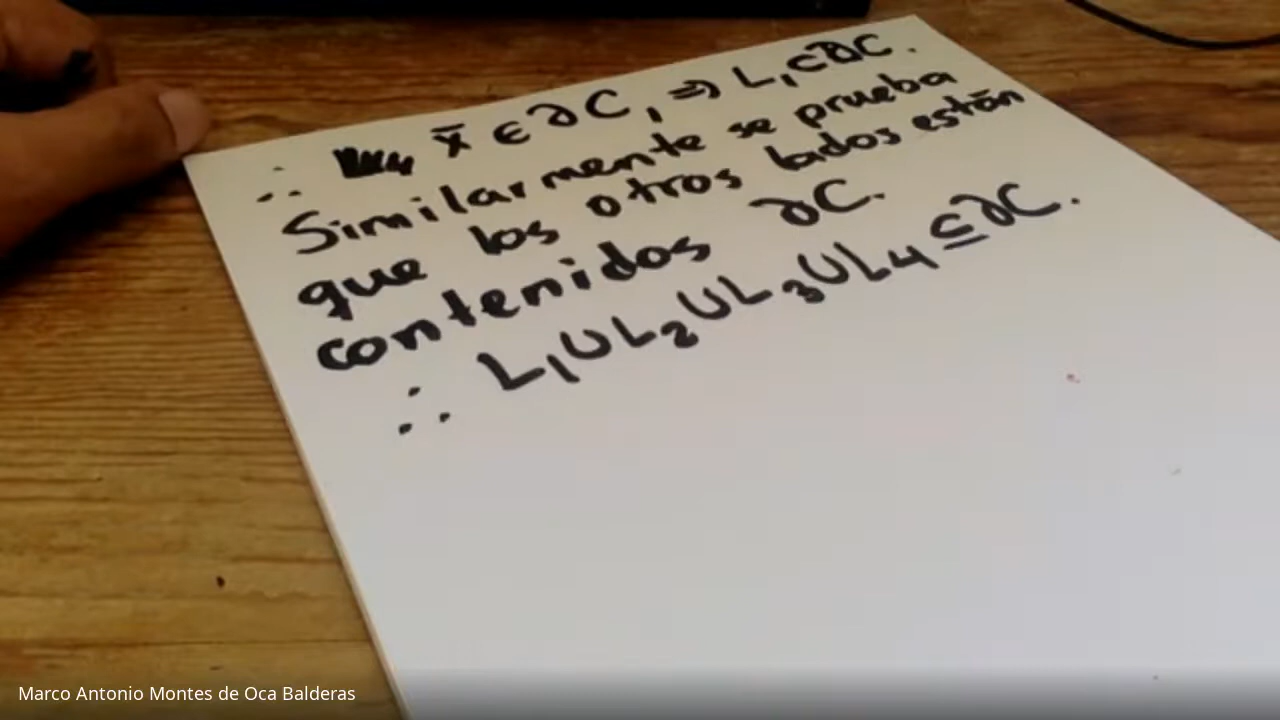 ∴ x̄ ∈ ∂C, ⇒ L₁⊂∂C.
Similarmente se prueba
que los otros lados están
contenidos ∂C.
∴ L₁∪L₂∪L₃∪L₄ ⊆ ∂C.
Marco Antonio Montes de Oca Balderas